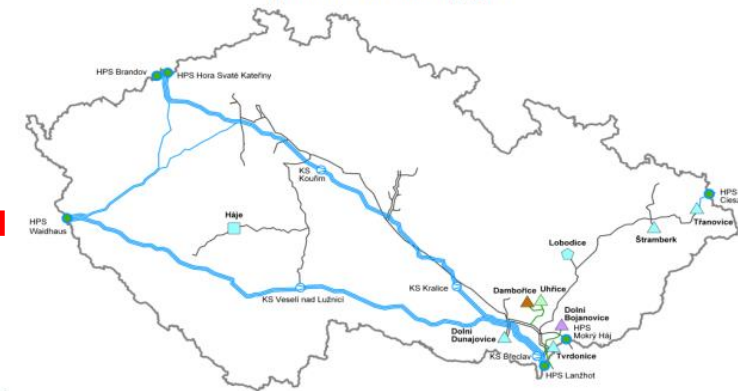 HPS Brandov
HPS Hora Svaté Kateřiny
KS
Kouřim
HPS
Waidhaus
Háje
HPS
Třanovice
Štramberk
Lobodice
KS Veselí nad Lužnicí
KS Kralice
Dambořice
Uhřice
Dolní
Bojanovice
HPS
Mokrý Háj
Dolní
Dunajovice
KS Břeclav
Tvrdonice
HPS Lanžhot